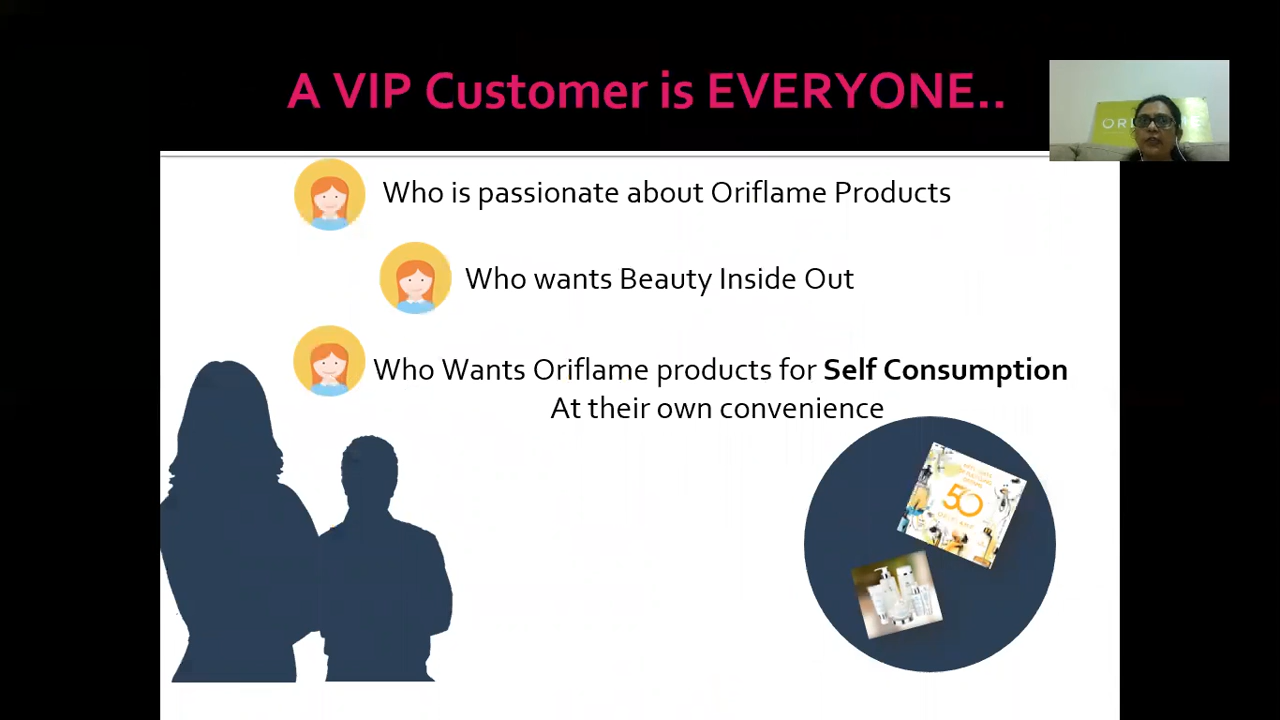 A VIP Customer is EVERYONE..
Who is passionate about Oriflame Products
Who wants Beauty Inside Out
Who Wants Oriflame products for Self Consumption
At their own convenience
50